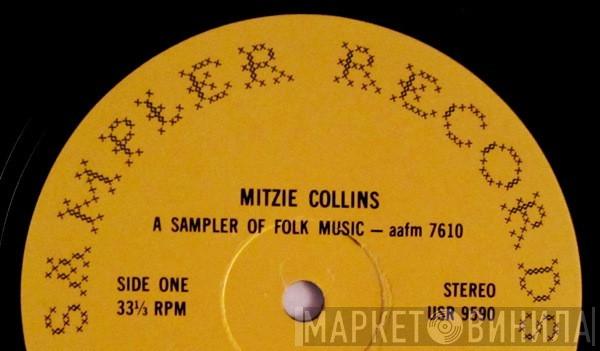 SAMPLER RECORDS
MITZIE COLLINS
A SAMPLER OF FOLK MUSIC — aafm 7610
SIDE ONE
33⅓ RPM
STEREO
USR 9590
МАРКЕТ ВИНИЛА